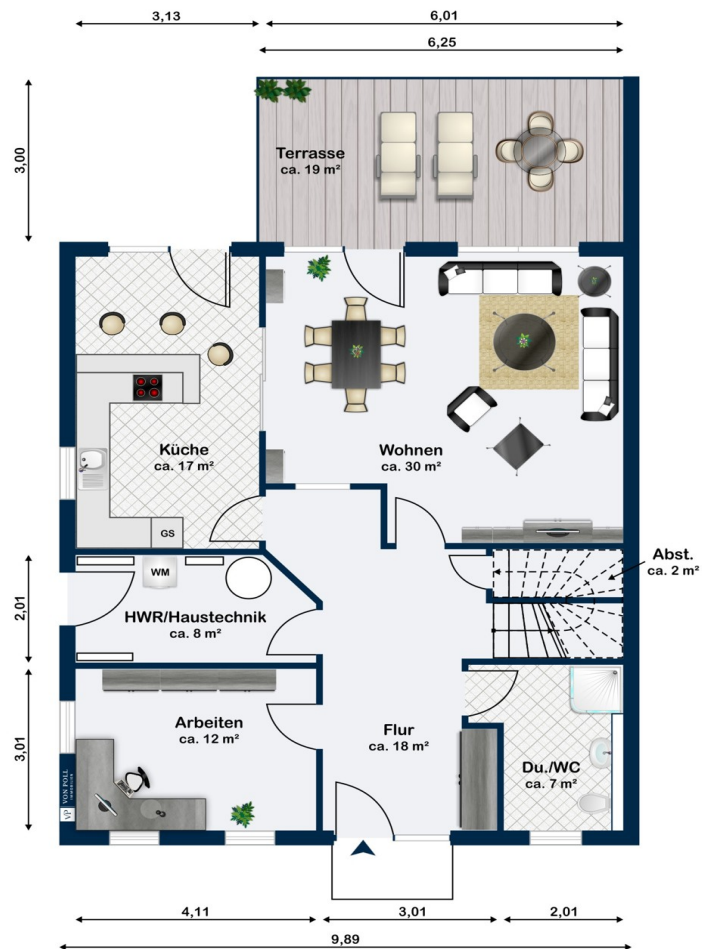 3,13
6,01
6,25
3,00
Terrasse
ca. 19 m²
Küche
ca. 17 m²
Wohnen
ca. 30 m²
GS
Abst.
ca. 2 m²
WM
2,01
HWR/Haustechnik
ca. 8 m²
3,01
Arbeiten
ca. 12 m²
Flur
ca. 18 m²
Du./WC
ca. 7 m²
VP VON POLL
IMMOBILIEN
4,11
3,01
2,01
9,89